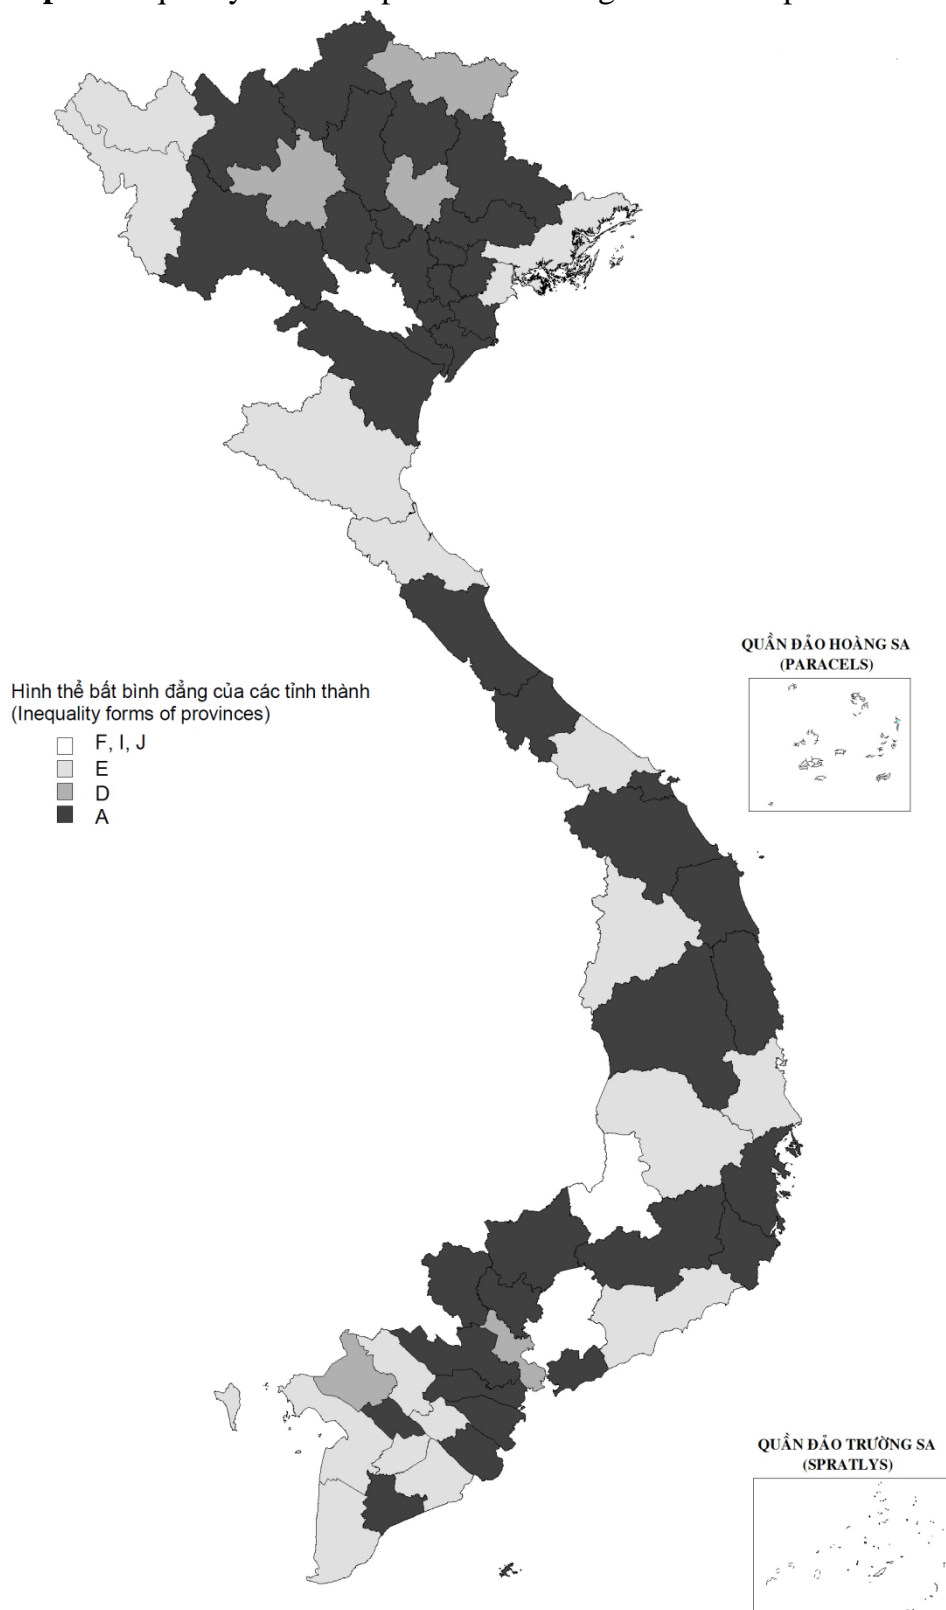 QUẦN ĐẢO HOÀNG SA
(PARACELS)
Hình thể bất bình đẳng của các tỉnh thành
(Inequality forms of provinces)
F, I, J
E
D
A
QUẦN ĐẢO TRƯỜNG SA
(SPRATLYS)